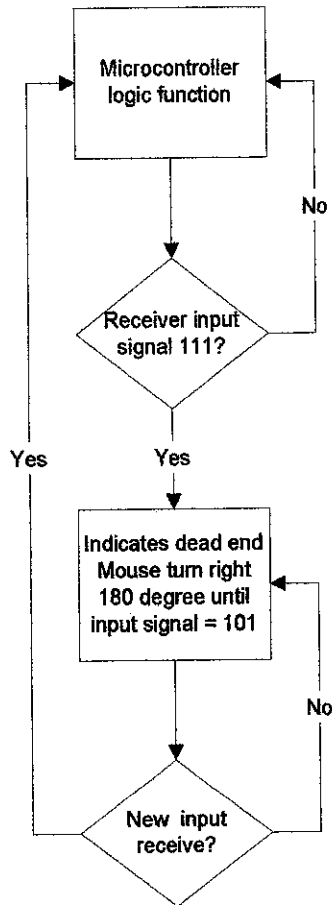 Microcontroller
logic function
No
Receiver input
signal 111?
Yes
Yes
Indicates dead end
Mouse turn right
180 degree until
input signal = 101
No
New input
receive?